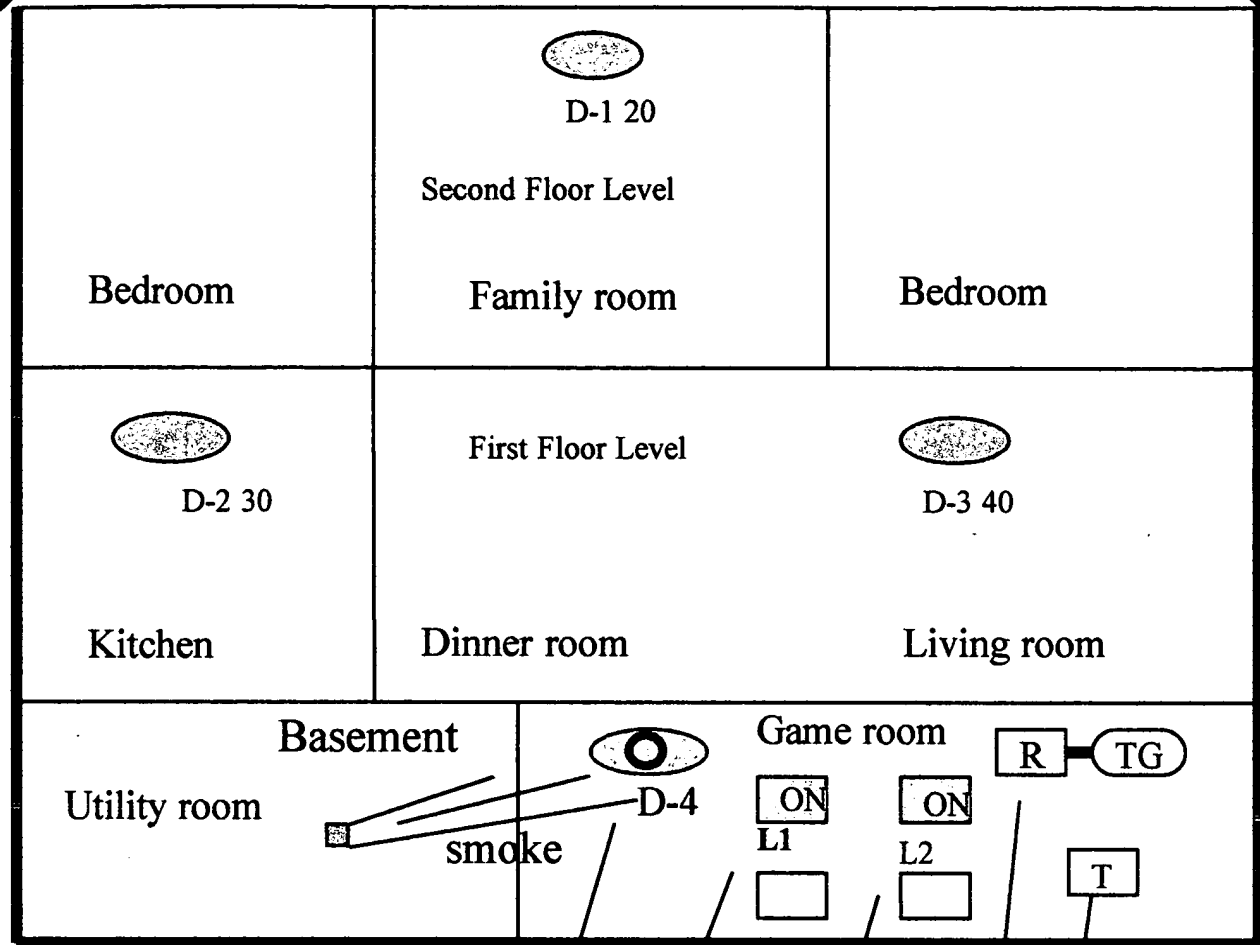 D-1 20
Second Floor Level
Bedroom
Family room
Bedroom
First Floor Level
D-2 30
D-3 40
Kitchen
Dinner room
Living room
Basement
Game room
R
TG
Utility room
D-4
ON
ON
smoke
L1
L2
T